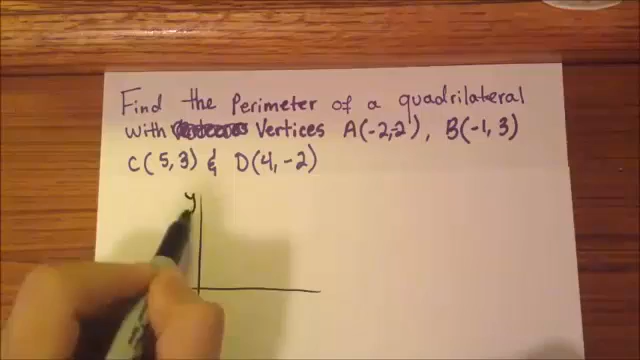 Find the Perimeter of a quadrilateral
with Vertices A(-2,-2), B(-1, 3)
C(5,3) & D(4,-2)
y